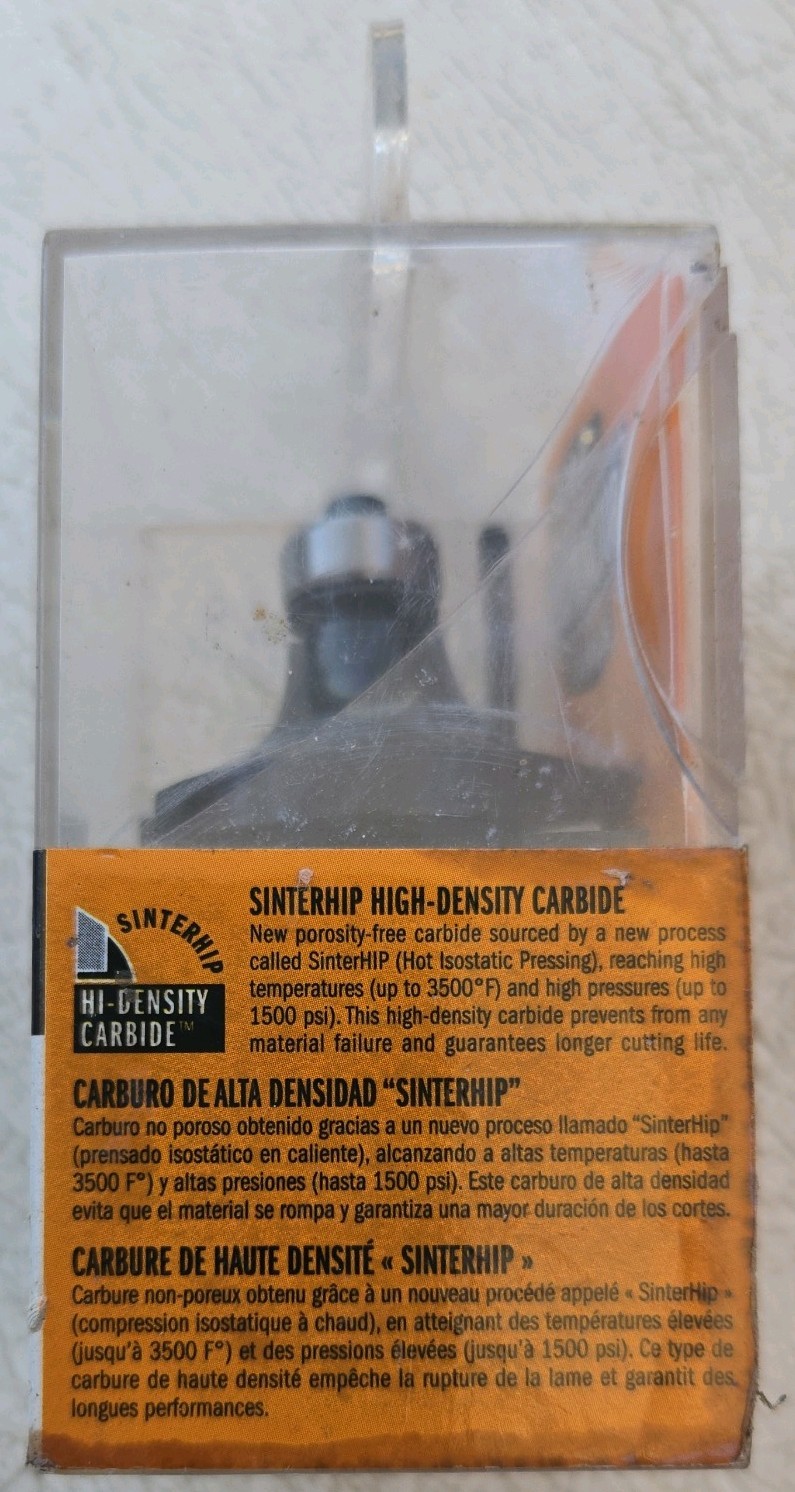 SINTERHIP
HI-DENSITY
CARBIDE™
SINTERHIP HIGH-DENSITY CARBIDE
New porosity-free carbide sourced by a new process
called SinterHIP (Hot Isostatic Pressing), reaching high
temperatures (up to 3500°F) and high pressures (up to
1500 psi). This high-density carbide prevents from any
material failure and guarantees longer cutting life.
CARBURO DE ALTA DENSIDAD “SINTERHIP”
Carburo no poroso obtenido gracias a un nuevo proceso llamado “SinterHip”
(prensado isostático en caliente), alcanzando a altas temperaturas (hasta
3500 F°) y altas presiones (hasta 1500 psi). Este carburo de alta densidad
evita que el material se rompa y garantiza una mayor duración de los cortes.
CARBURE DE HAUTE DENSITÉ « SINTERHIP »
Carbure non-poreux obtenu grâce à un nouveau procédé appelé « SinterHip »
(compression isostatique à chaud), en atteignant des températures élevées
(jusqu’à 3500 F°) et des pressions élevées (jusqu’à 1500 psi). Ce type de
carbure de haute densité empêche la rupture de la lame et garantit des
longues performances.